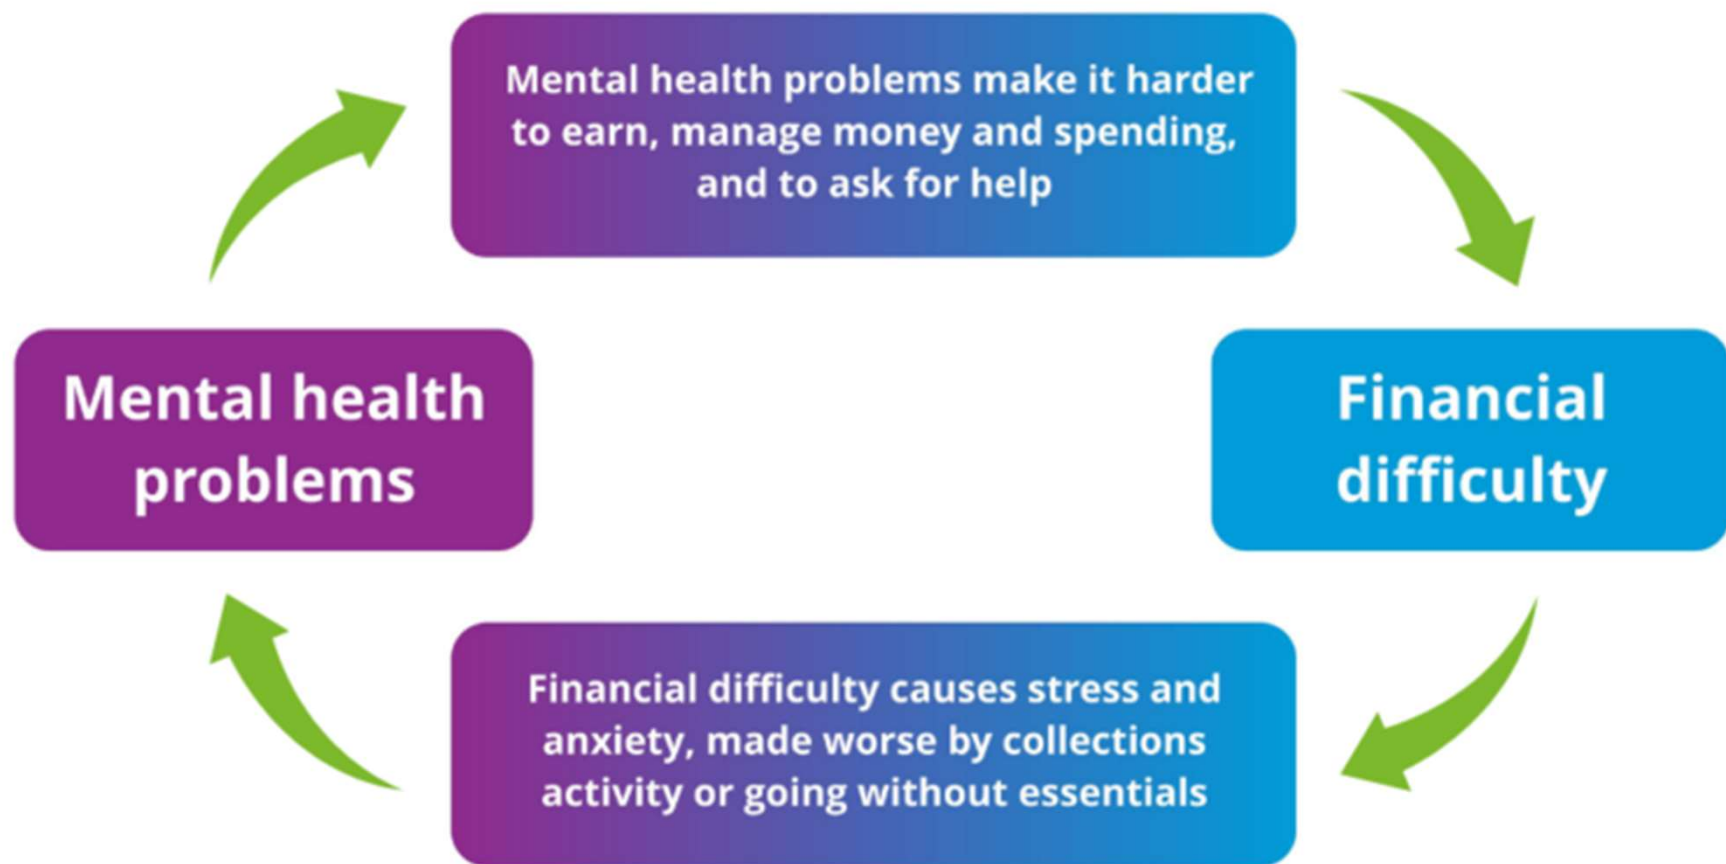 Mental health problems make it harder
to earn, manage money and spending,
and to ask for help
Mental health
problems
Financial
difficulty
Financial difficulty causes stress and
anxiety, made worse by collections
activity or going without essentials